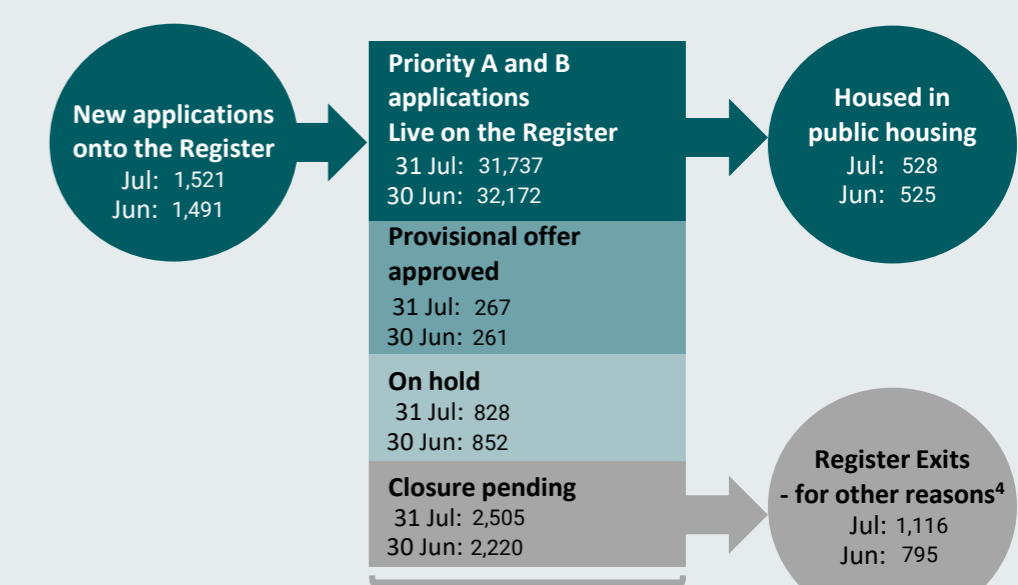 New applications
onto the Register
Jul: 1,521
Jun: 1,491
Priority A and B
applications
Live on the Register
31 Jul: 31,737
30 Jun: 32,172
Provisional offer
approved
31 Jul: 267
30 Jun: 261
On hold
31 Jul: 828
30 Jun: 852
Closure pending
31 Jul: 2,505
30 Jun: 2,220
Housed in
public housing
Jul: 528
Jun: 525
Register Exits
- for other reasons⁴
Jul: 1,116
Jun: 795